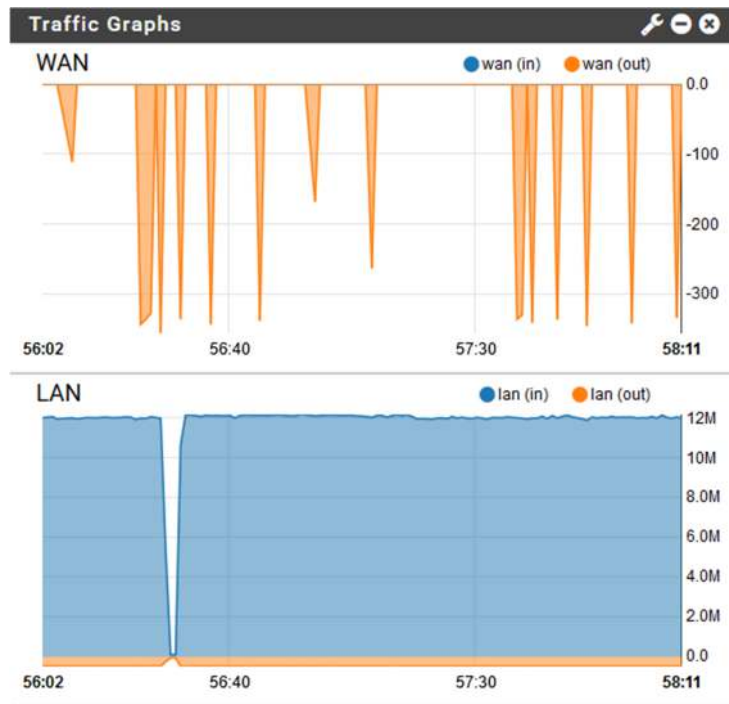 Traffic Graphs
WAN
wan (in) wan (out)
0.0
-100
-200
-300
56:02 56:40 57:30 58:11
LAN
lan (in) lan (out)
12M
10M
8.0M
6.0M
4.0M
2.0M
0.0
56:02 56:40 57:30 58:11